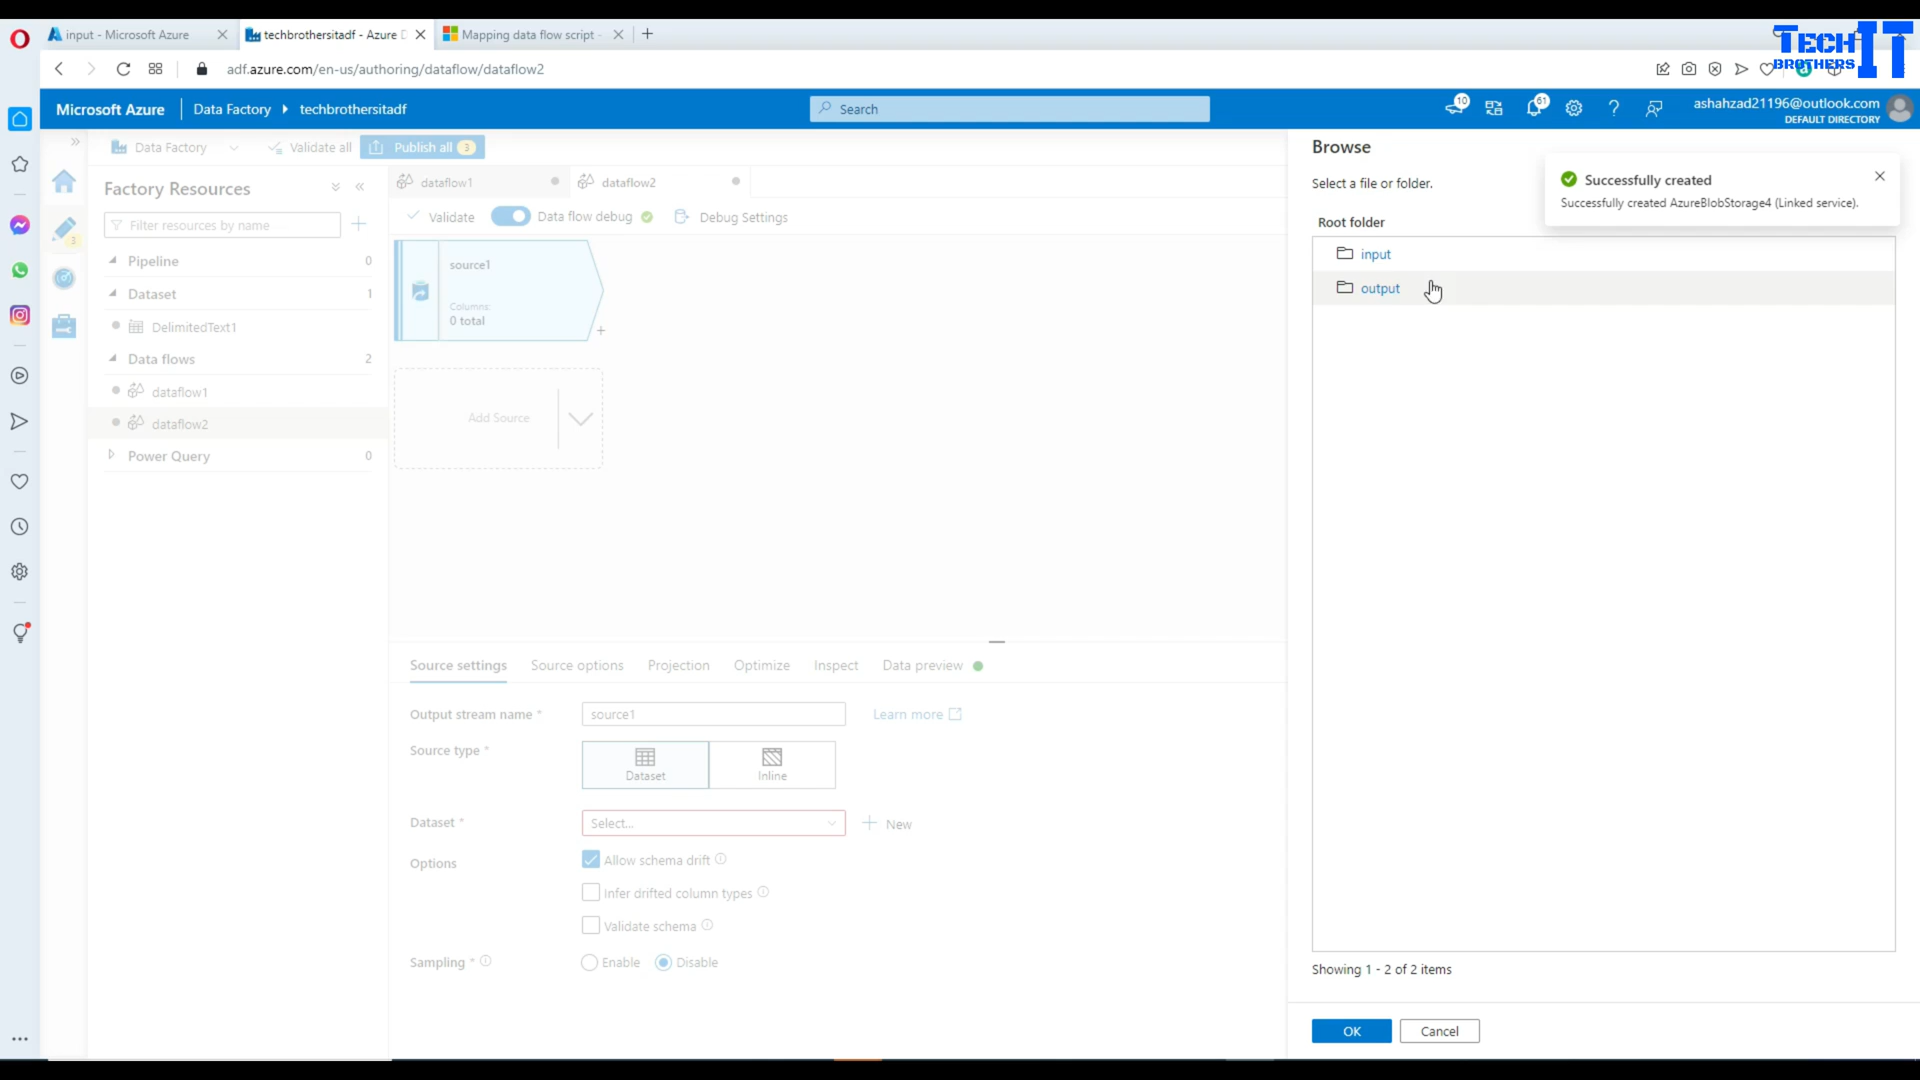 input - Microsoft Azure
techbrothersitadf - Azure D
Mapping data flow script -
TECH IT
BROTHERS
adf.azure.com/en-us/authoring/dataflow/dataflow2
Microsoft Azure
Data Factory
techbrothersitadf
Search
10
61
ashahzad21196@outlook.com
DEFAULT DIRECTORY
Data Factory
Validate all
Publish all
3
Browse
Successfully created
Successfully created AzureBlobStorage4 (Linked service).
Select a file or folder.
Factory Resources
dataflow1
dataflow2
Filter resources by name
Validate
Data flow debug
Debug Settings
3
Root folder
input
output
Pipeline 0
Dataset 1
DelimitedText1
Data flows 2
dataflow1
dataflow2
Power Query 0
source1
Columns:
0 total
Add Source
Source settings
Source options
Projection
Optimize
Inspect
Data preview
Output stream name *
source1
Learn more
Source type *
Dataset
Inline
Dataset *
Select...
New
Options
Allow schema drift
Infer drifted column types
Validate schema
Sampling *
Enable
Disable
Showing 1 - 2 of 2 items
OK
Cancel